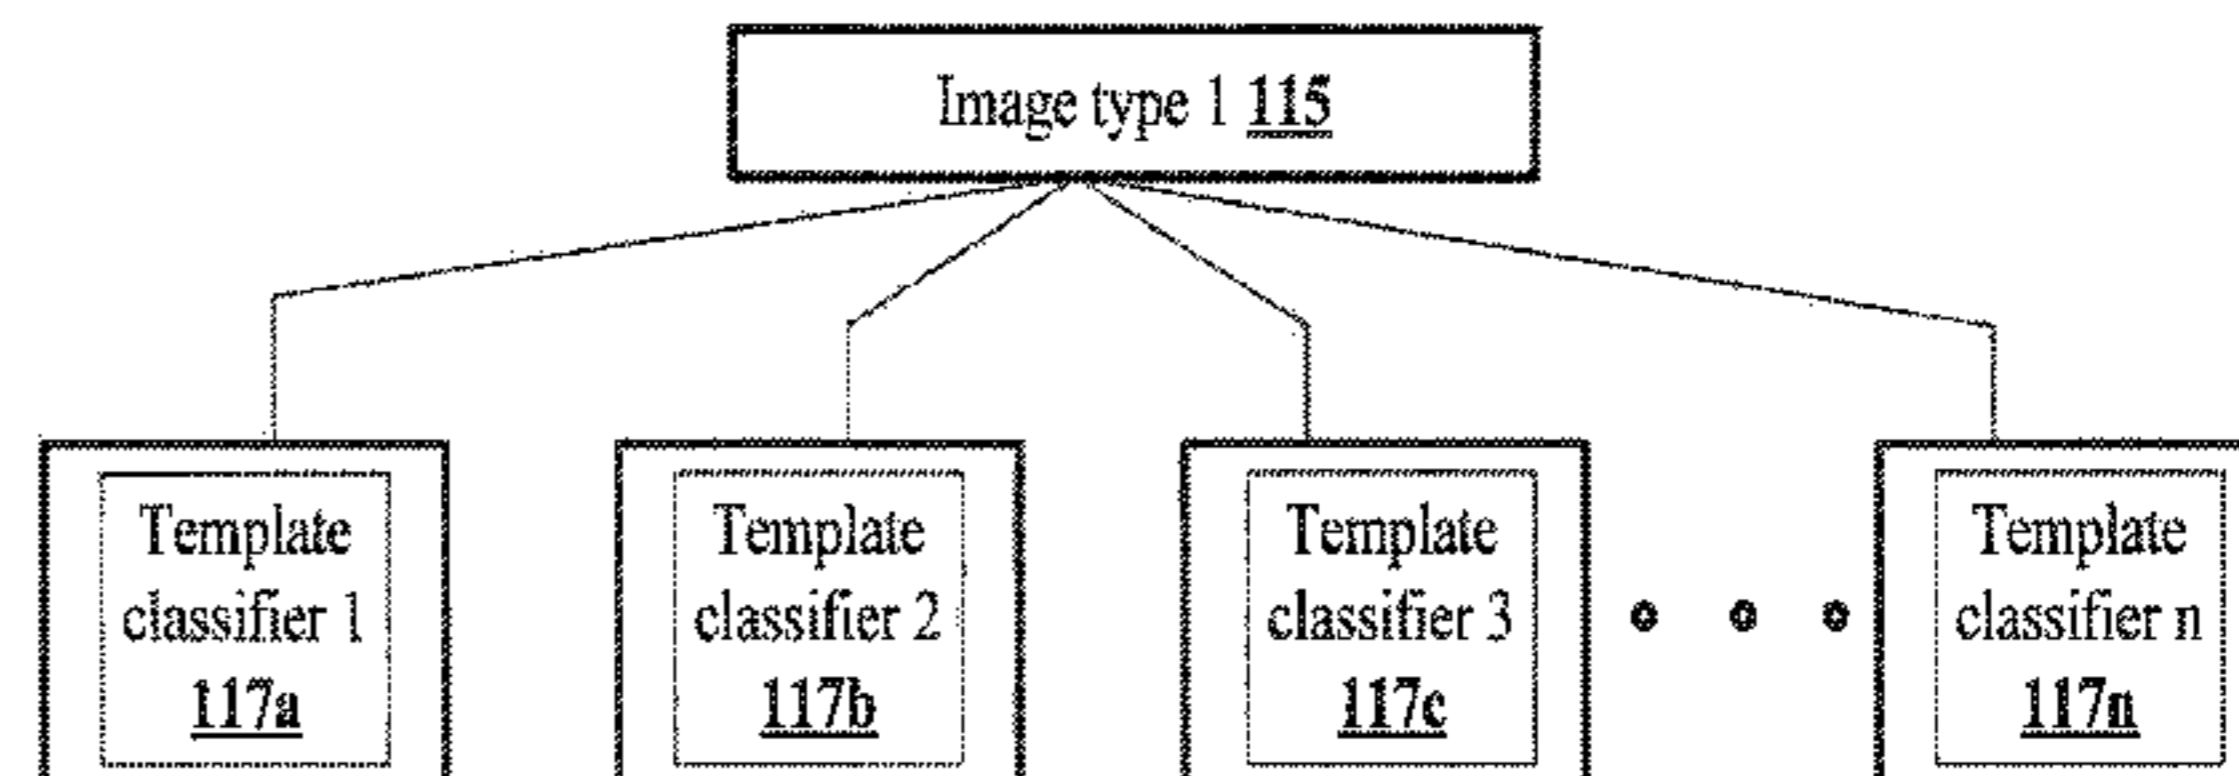 Image type 1 115
Template
classifier 1
117a
Template
classifier 2
117b
Template
classifier 3
117c
Template
classifier n
117n